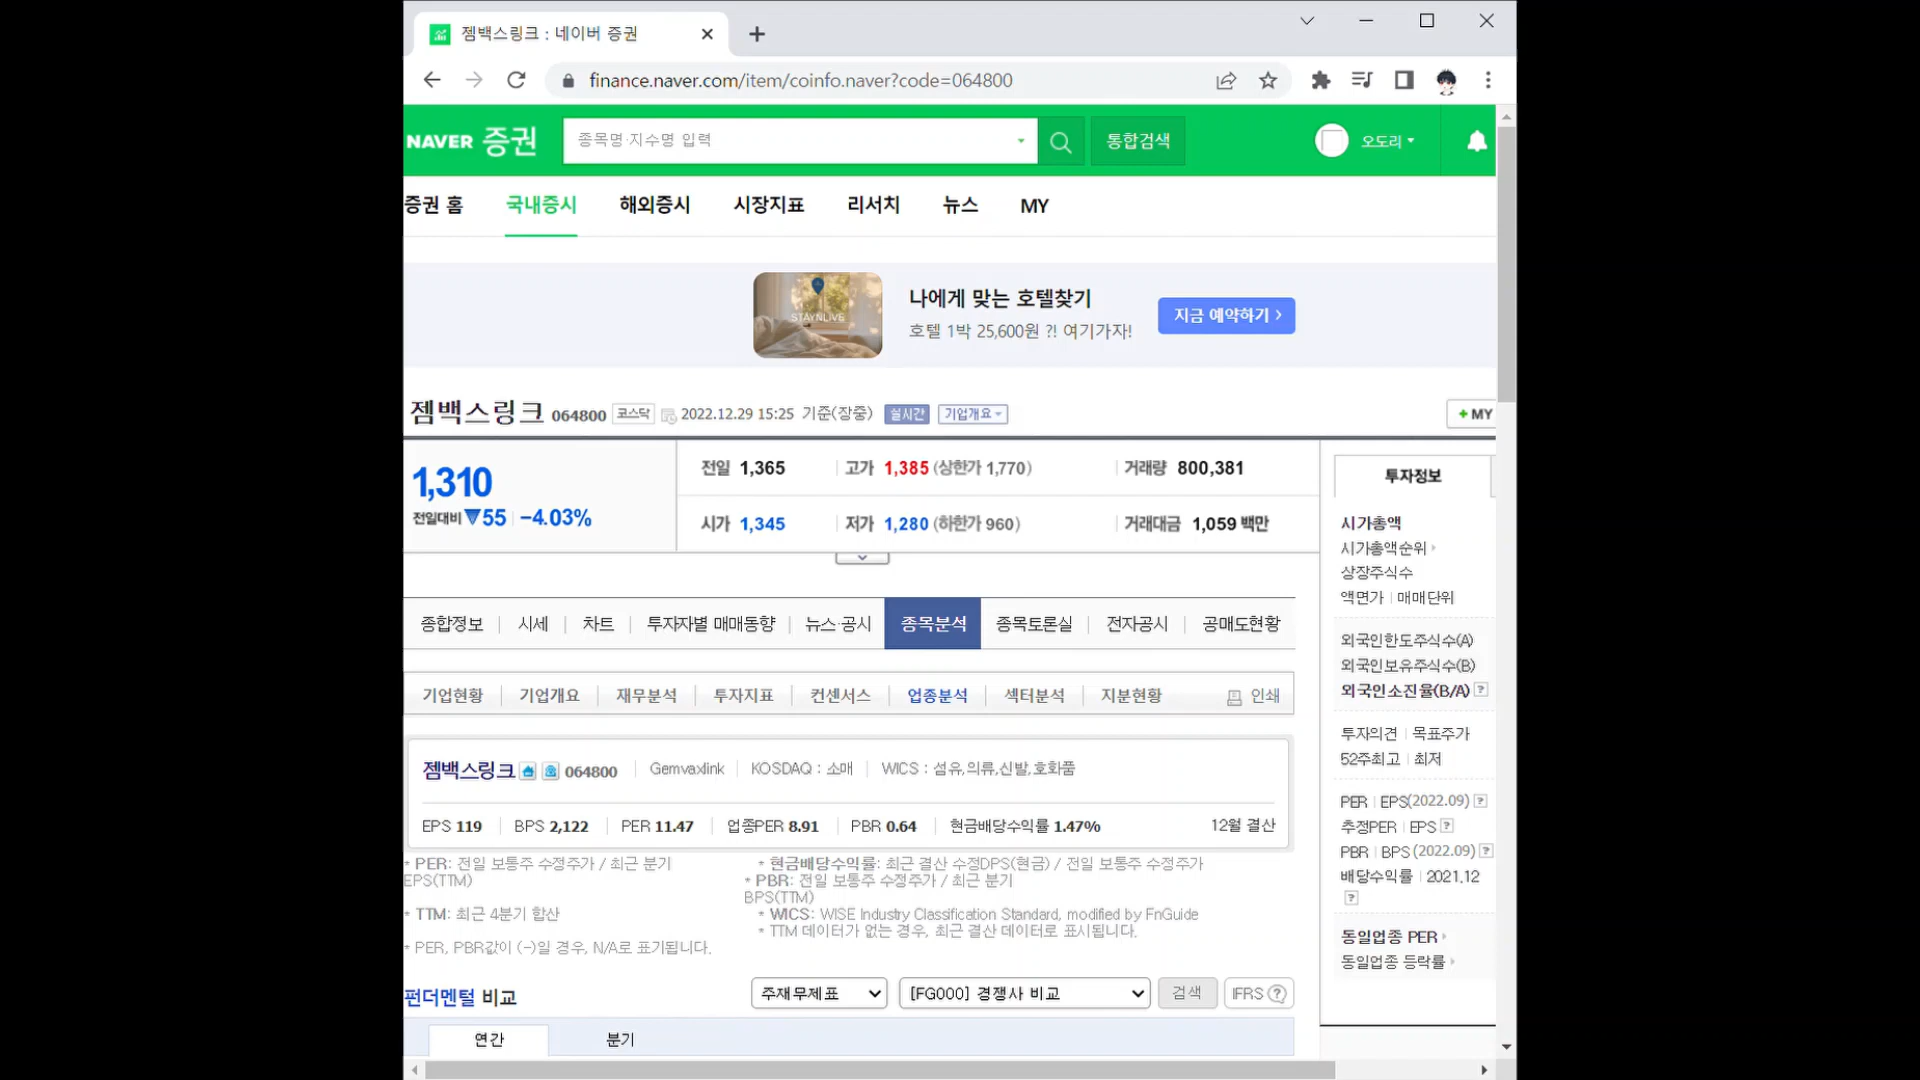 젬백스링크 : 네이버 증권
finance.naver.com/item/coinfo.naver?code=064800
NAVER 증권 종목명·지수명 입력 통합검색 오도리
증권 홈 국내증시 해외증시 시장지표 리서치 뉴스 MY
STAYNLIVE
나에게 맞는 호텔찾기
호텔 1박 25,600원 ?! 여기가자!
지금 예약하기 >
젬백스링크 064800 코스닥 2022.12.29 15:25 기준(장중) 실시간 기업개요 + MY
1,310
전일대비 ▼55 | -4.03%
전일 1,365 고가 1,385 (상한가 1,770) 거래량 800,381
시가 1,345 저가 1,280 (하한가 960) 거래대금 1,059 백만
투자정보
시가총액
시가총액순위
상장주식수
액면가 | 매매단위
외국인한도주식수(A)
외국인보유주식수(B)
외국인소진율(B/A) ?
투자의견 | 목표주가
52주최고 | 최저
PER | EPS(2022.09) ?
추정PER | EPS ?
PBR | BPS (2022.09) ?
배당수익률 | 2021.12
?
동일업종 PER
동일업종 등락률
종합정보 시세 차트 투자자별 매매동향 뉴스·공시 종목분석 종목토론실 전자공시 공매도현황
기업현황 기업개요 재무분석 투자지표 컨센서스 업종분석 섹터분석 지분현황 인쇄
젬백스링크 064800 Gemvaxlink KOSDAQ : 소매 WICS : 섬유,의류,신발,호화품
EPS 119 BPS 2,122 PER 11.47 업종PER 8.91 PBR 0.64 현금배당수익률 1.47% 12월 결산
* PER: 전일 보통주 수정주가 / 최근 분기
EPS(TTM)
* TTM: 최근 4분기 합산
* PER, PBR값이 (-)일 경우, N/A로 표기됩니다.
* 현금배당수익률: 최근 결산 수정DPS(현금) / 전일 보통주 수정주가
* PBR: 전일 보통주 수정주가 / 최근 분기
BPS(TTM)
* WICS: WISE Industry Classification Standard, modified by FnGuide
* TTM 데이터가 없는 경우, 최근 결산 데이터로 표시됩니다.
펀더멘털 비교 주재무제표 [FG000] 경쟁사 비교 검색 IFRS ?
연간 분기